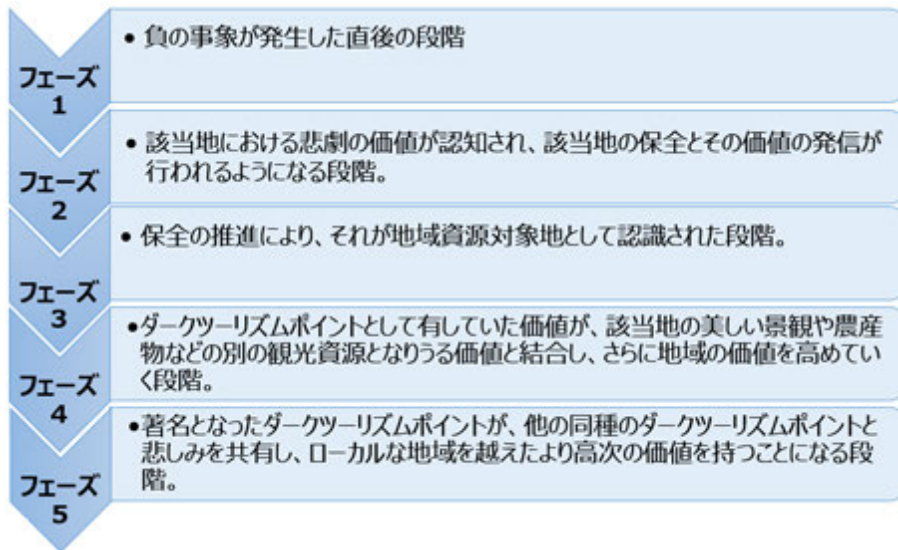 フェーズ
1
• 負の事象が発生した直後の段階
フェーズ
2
• 該当地における悲劇の価値が認知され、該当地の保全とその価値の発信が
行われるようになる段階。
フェーズ
3
• 保全の推進により、それが地域資源対象地として認識された段階。
フェーズ
4
•ダークツーリズムポイントとして有していた価値が、該当地の美しい景観や農産
物などの別の観光資源となりうる価値と結合し、さらに地域の価値を高めてい
く段階。
フェーズ
5
•著名となったダークツーリズムポイントが、他の同種のダークツーリズムポイントと
悲しみを共有し、ローカルな地域を越えたより高次の価値を持つことになる段
階。